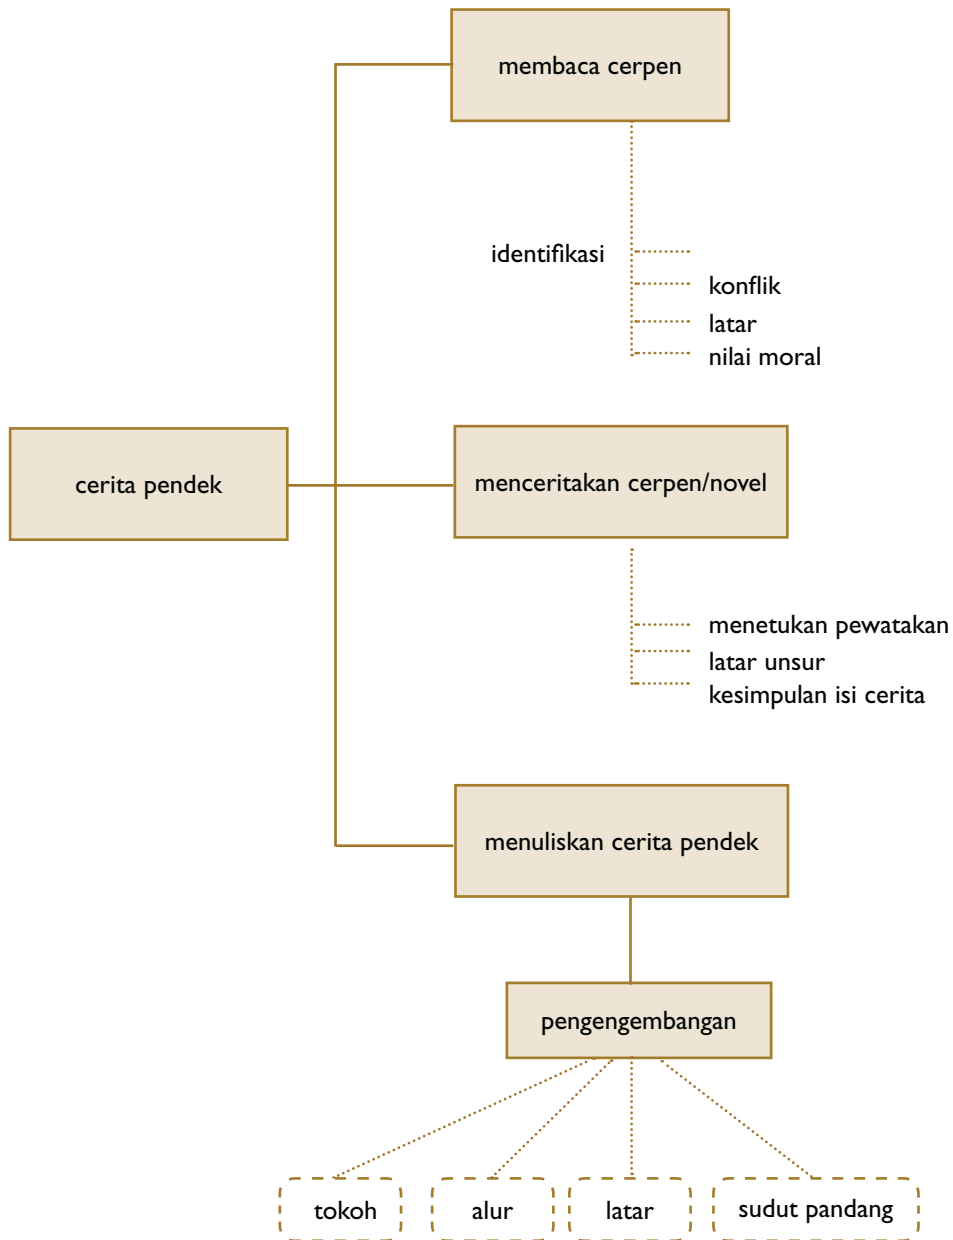 membaca cerpen
identifikasi
konflik
latar
nilai moral
cerita pendek
menceritakan cerpen/novel
menetukan pewatakan
latar unsur
kesimpulan isi cerita
menuliskan cerita pendek
pengengembangan
tokoh
alur
latar
sudut pandang